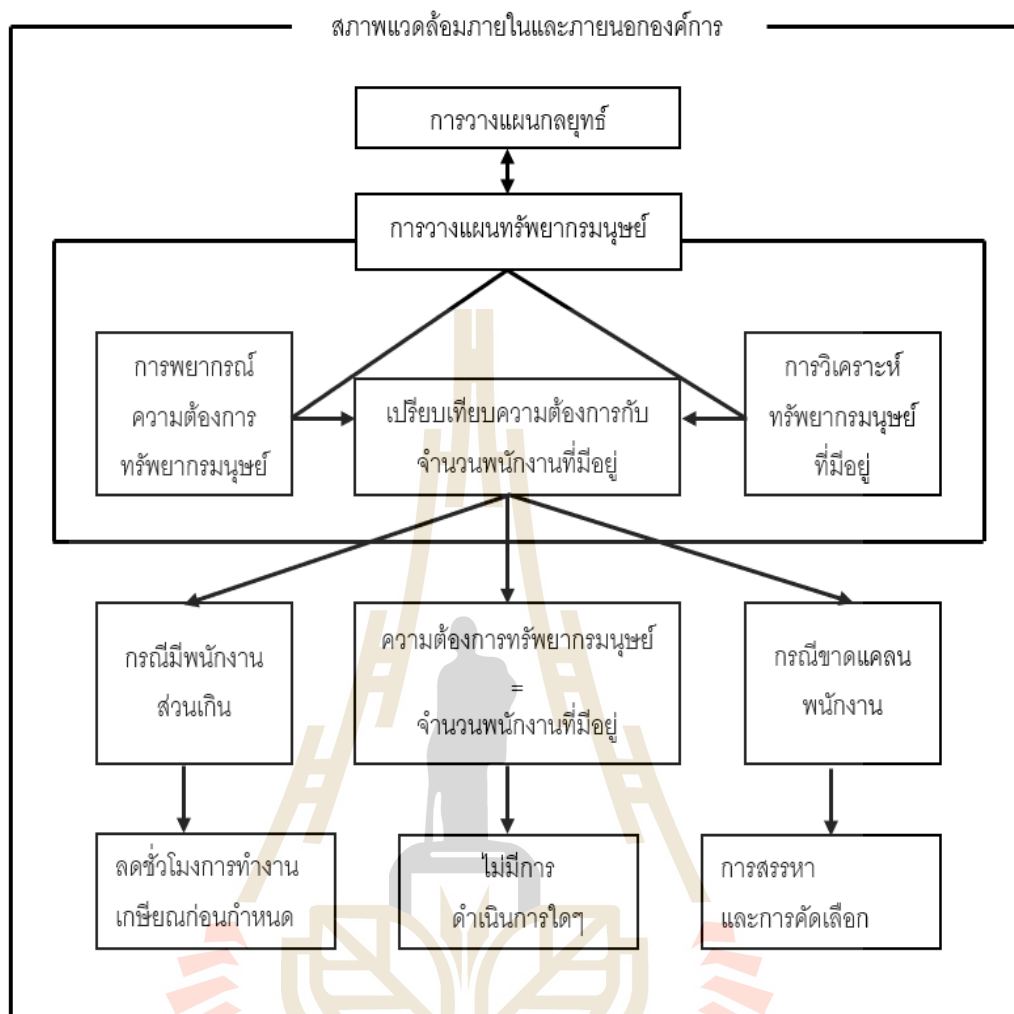 สภาพแวดล้อมภายในและภายนอกองค์การ
การวางแผนกลยุทธ์
การวางแผนทรัพยากรมนุษย์
การพยากรณ์
ความต้องการ
ทรัพยากรมนุษย์
เปรียบเทียบความต้องการกับ
จำนวนพนักงานที่มีอยู่
การวิเคราะห์
ทรัพยากรมนุษย์
ที่มีอยู่
กรณีมีพนักงาน
ส่วนเกิน
ความต้องการทรัพยากรมนุษย์
=
จำนวนพนักงานที่มีอยู่
กรณีขาดแคลน
พนักงาน
ลดชั่วโมงการทำงาน
เกษียณก่อนกำหนด
ไม่มีการ
ดำเนินการใดๆ
การสรรหา
และการคัดเลือก